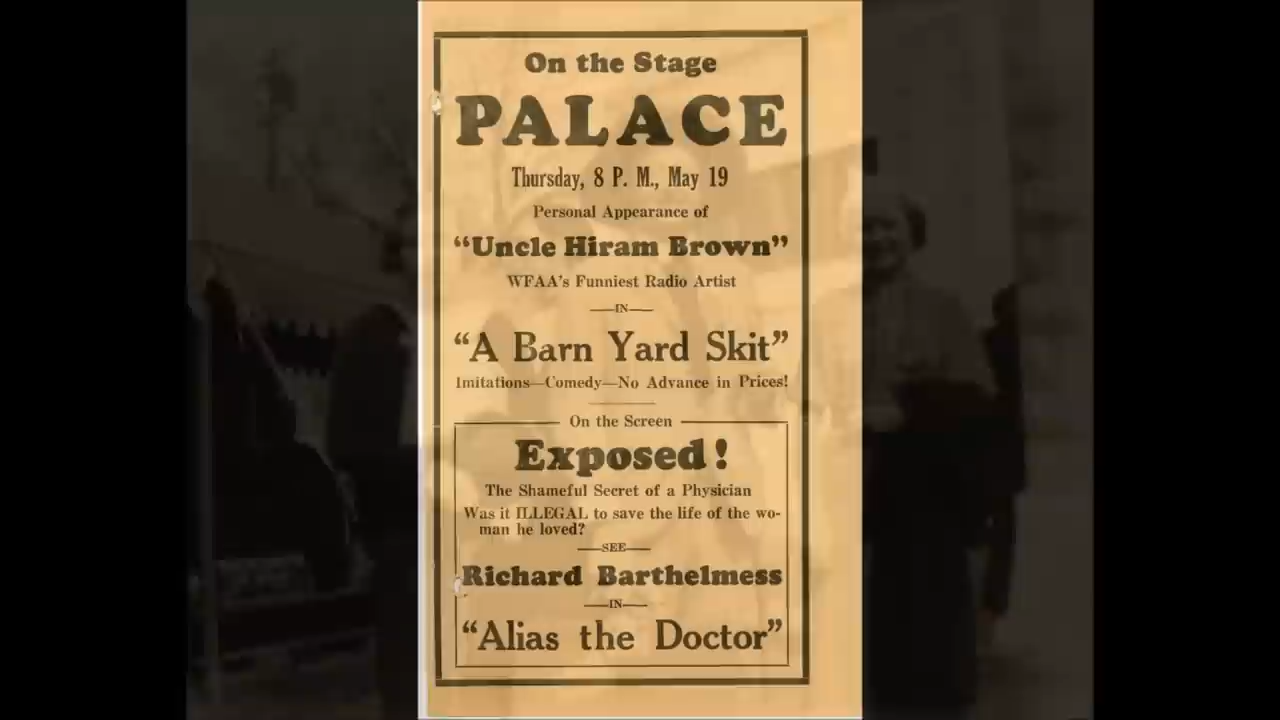 On the Stage
PALACE
Thursday, 8 P. M., May 19
Personal Appearance of
“Uncle Hiram Brown”
WFAA's Funniest Radio Artist
—IN—
“A Barn Yard Skit”
Imitations—Comedy—No Advance in Prices!
On the Screen
Exposed!
The Shameful Secret of a Physician
Was it ILLEGAL to save the life of the wo-
man he loved?
—SEE—
Richard Barthelmess
—IN—
“Alias the Doctor”